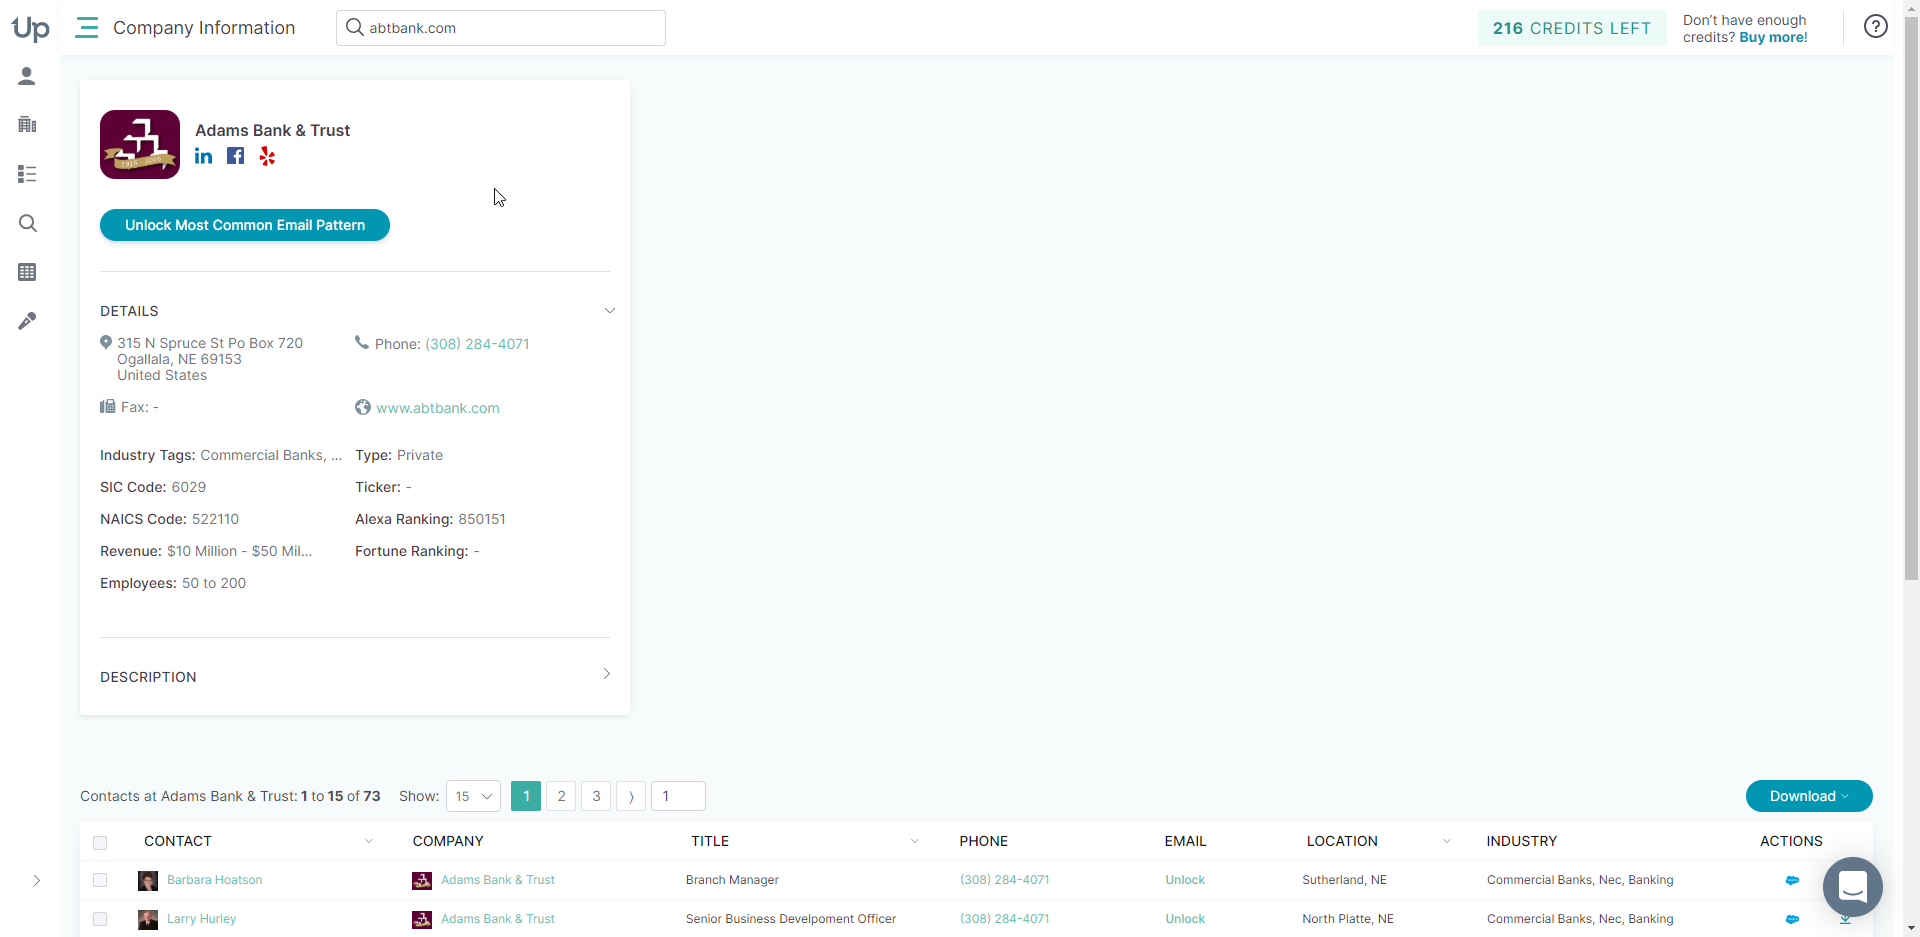 Up
Company Information
abtbank.com
216 CREDITS LEFT
Don't have enough
credits? Buy more!
Adams Bank & Trust
1916 - 2016
Unlock Most Common Email Pattern
DETAILS
315 N Spruce St Po Box 720
Ogallala, NE 69153
United States
Phone: (308) 284-4071
Fax: -
www.abtbank.com
Industry Tags: Commercial Banks, ...
Type: Private
SIC Code: 6029
Ticker: -
NAICS Code: 522110
Alexa Ranking: 850151
Revenue: $10 Million - $50 Mil...
Fortune Ranking: -
Employees: 50 to 200
DESCRIPTION
Contacts at Adams Bank & Trust: 1 to 15 of 73 Show: 15 1 2 3 ⟩ 1
Download
CONTACT COMPANY TITLE PHONE EMAIL LOCATION INDUSTRY ACTIONS
Barbara Hoatson Adams Bank & Trust Branch Manager (308) 284-4071 Unlock Sutherland, NE Commercial Banks, Nec, Banking
Larry Hurley Adams Bank & Trust Senior Business Develpoment Officer (308) 284-4071 Unlock North Platte, NE Commercial Banks, Nec, Banking